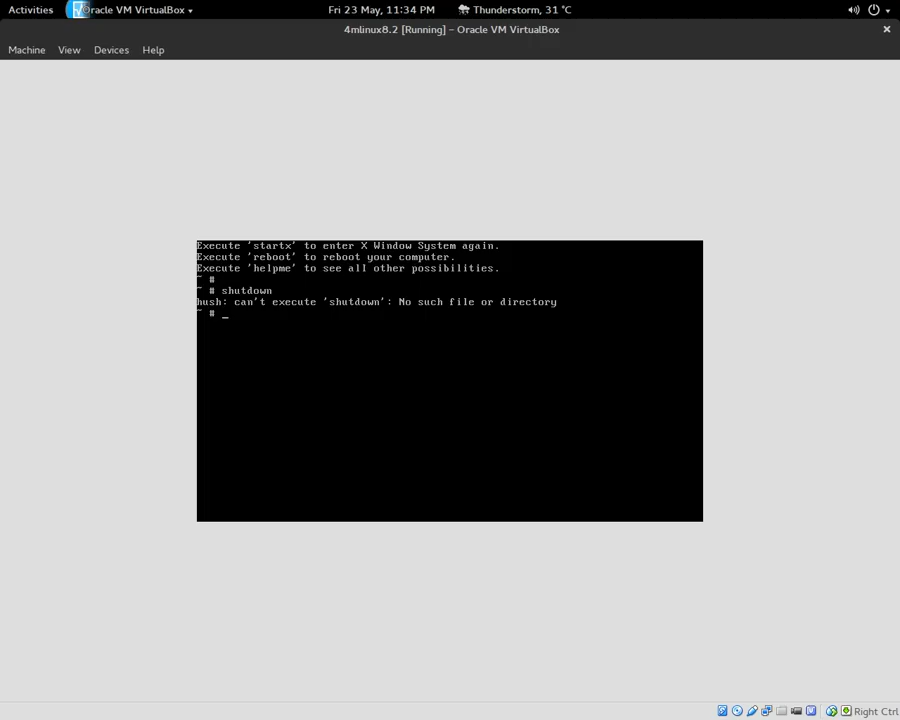 Activities
Oracle VM VirtualBox
Fri 23 May, 11:34 PM
Thunderstorm, 31 °C
4mlinux8.2 [Running] – Oracle VM VirtualBox
Machine View Devices Help
Execute 'startx' to enter X Window System again.
Execute 'reboot' to reboot your computer.
Execute 'helpme' to see all other possibilities.
~ #
~ # shutdown
hush: can't execute 'shutdown': No such file or directory
~ # _
Right Ctrl